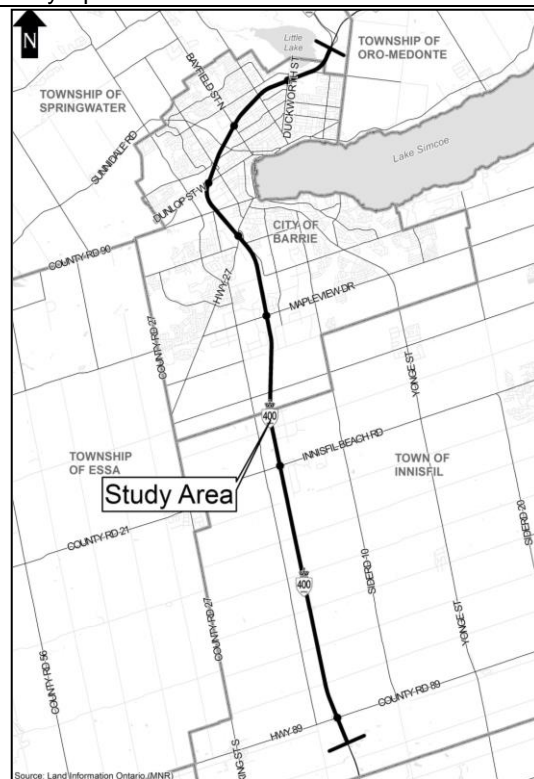 N
Little
Lake
TOWNSHIP OF
ORO-MEDONTE
TOWNSHIP OF
SPRINGWATER
BAYFIELD ST N
DUCKWORTH ST
SUNNIDALE RD
Lake Simcoe
DUNLOP ST W
CITY OF
BARRIE
COUNTY RD 90
HWY 27
MAPLEVIEW DR
COUNTY RD 27
YONGE ST
400
INNISFIL BEACH RD
TOWNSHIP
OF ESSA
TOWN OF
INNISFIL
Study Area
SIDERD 20
COUNTY RD 21
400
SIDERD 10
COUNTY RD 27
YONGE ST
COUNTY RD 56
COUNTY RD 89
HWY 89
KING ST S
Source: Land Information Ontario (MNR)